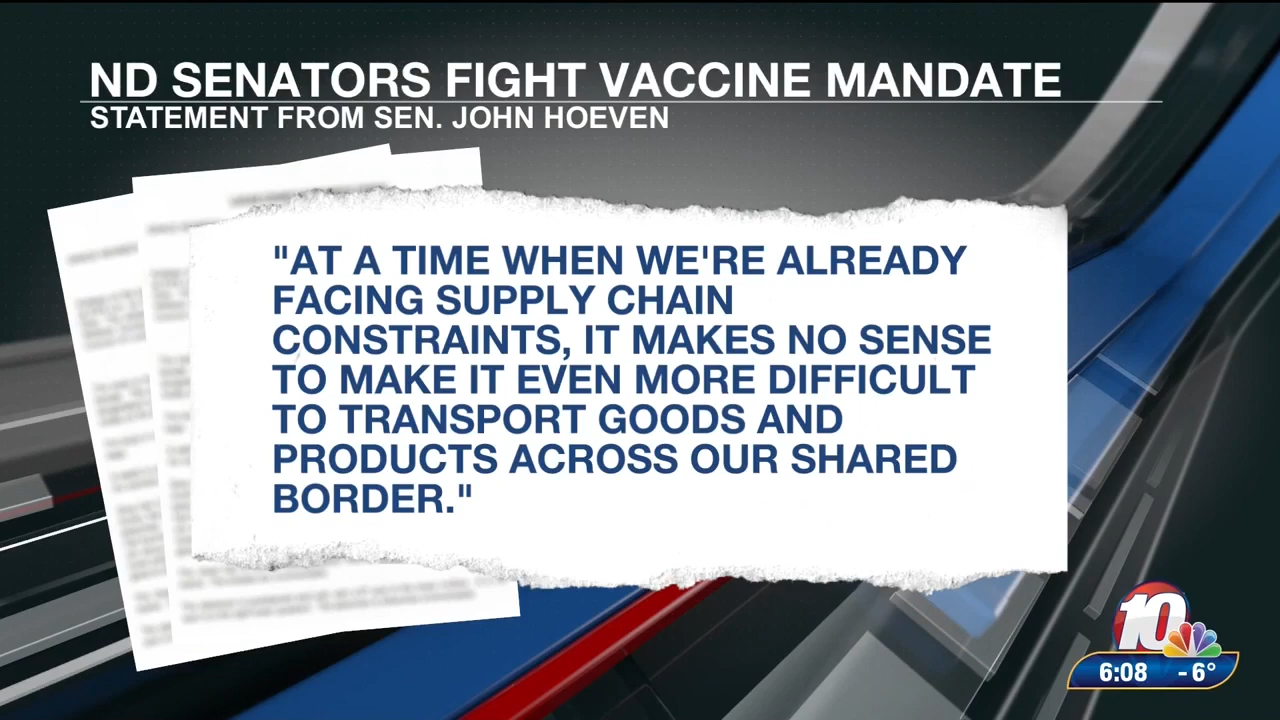 ND SENATORS FIGHT VACCINE MANDATE
STATEMENT FROM SEN. JOHN HOEVEN
"AT A TIME WHEN WE'RE ALREADY
FACING SUPPLY CHAIN
CONSTRAINTS, IT MAKES NO SENSE
TO MAKE IT EVEN MORE DIFFICULT
TO TRANSPORT GOODS AND
PRODUCTS ACROSS OUR SHARED
BORDER."
10
6:08 -6°